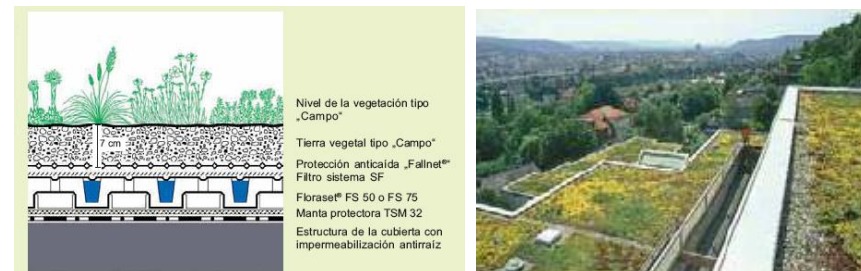 Nivel de la vegetación tipo
„Campo“
7 cm
Tierra vegetal tipo „Campo“
Protección anticaída „Fallnet®“
Filtro sistema SF
Floraset® FS 50 o FS 75
Manta protectora TSM 32
Estructura de la cubierta con
impermeabilización antirraíz